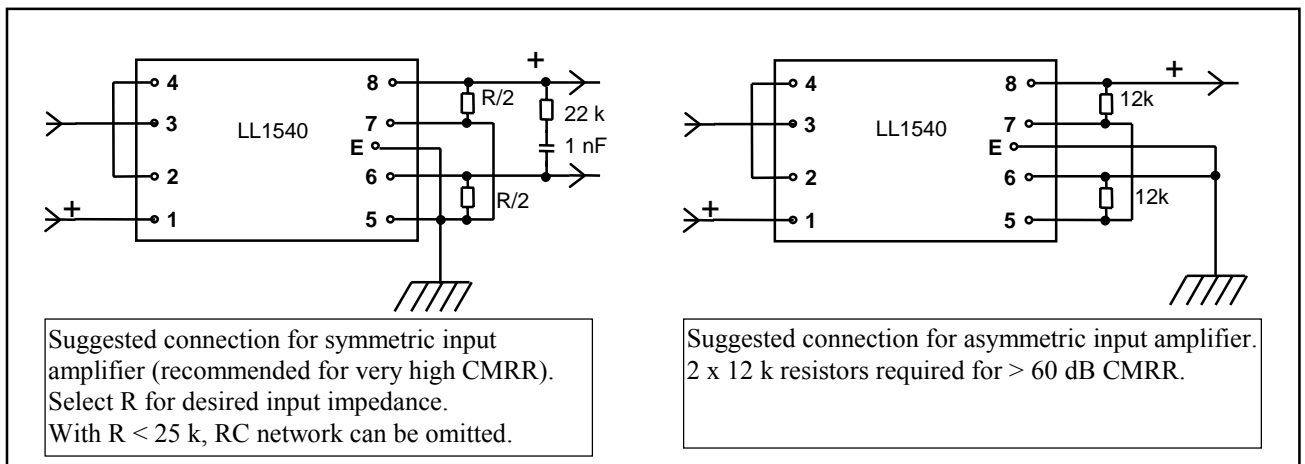 +
4
8
R/2
22 k
3
LL1540
7
E
1 nF
2
6
R/2
+
1
5
Suggested connection for symmetric input
amplifier (recommended for very high CMRR).
Select R for desired input impedance.
With R < 25 k, RC network can be omitted.
+
4
8
12k
3
LL1540
7
E
2
6
12k
+
1
5
Suggested connection for asymmetric input amplifier.
2 x 12 k resistors required for > 60 dB CMRR.